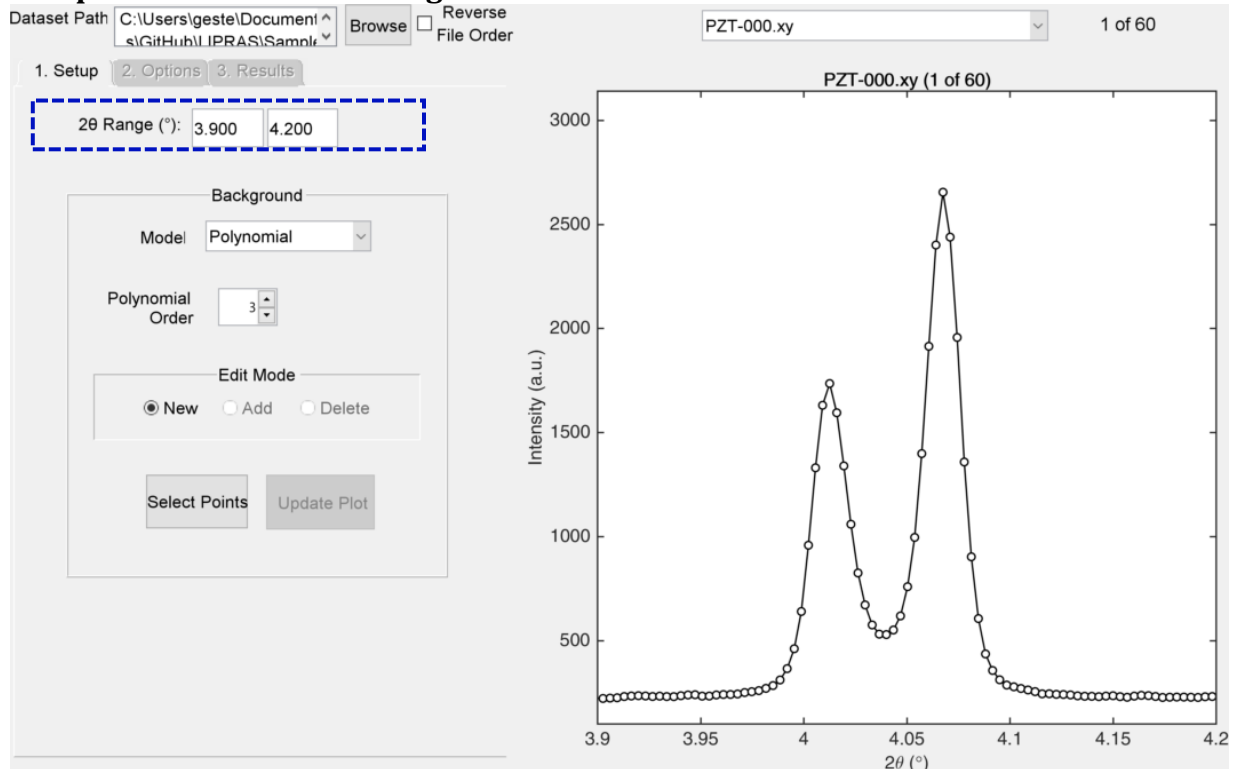 Dataset Path
C:\Users\geste\Document
s\GitHub\LIPRAS\Sample
Browse
Reverse
File Order
PZT-000.xy
1 of 60
1. Setup
2. Options
3. Results
2θ Range (°):
3.900
4.200
Background
Model
Polynomial
Polynomial
Order
3
Edit Mode
New
Add
Delete
Select Points
Update Plot
PZT-000.xy (1 of 60)
3000
2500
2000
1500
1000
500
Intensity (a.u.)
3.9
3.95
4
4.05
4.1
4.15
4.2
2θ (°)